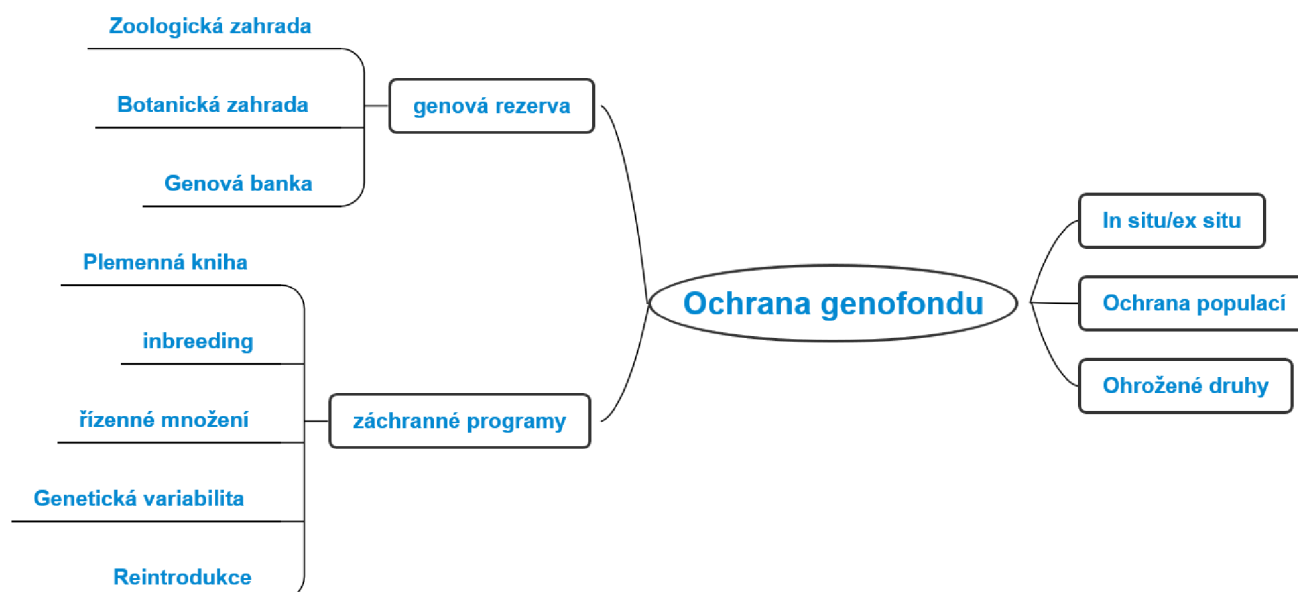 Zoologická zahrada
Botanická zahrada
genová rezerva
Genová banka
Plemenná kniha
inbreeding
řízenné množení
záchranné programy
Genetická variabilita
Reintrodukce
Ochrana genofondu
In situ/ex situ
Ochrana populací
Ohrožené druhy